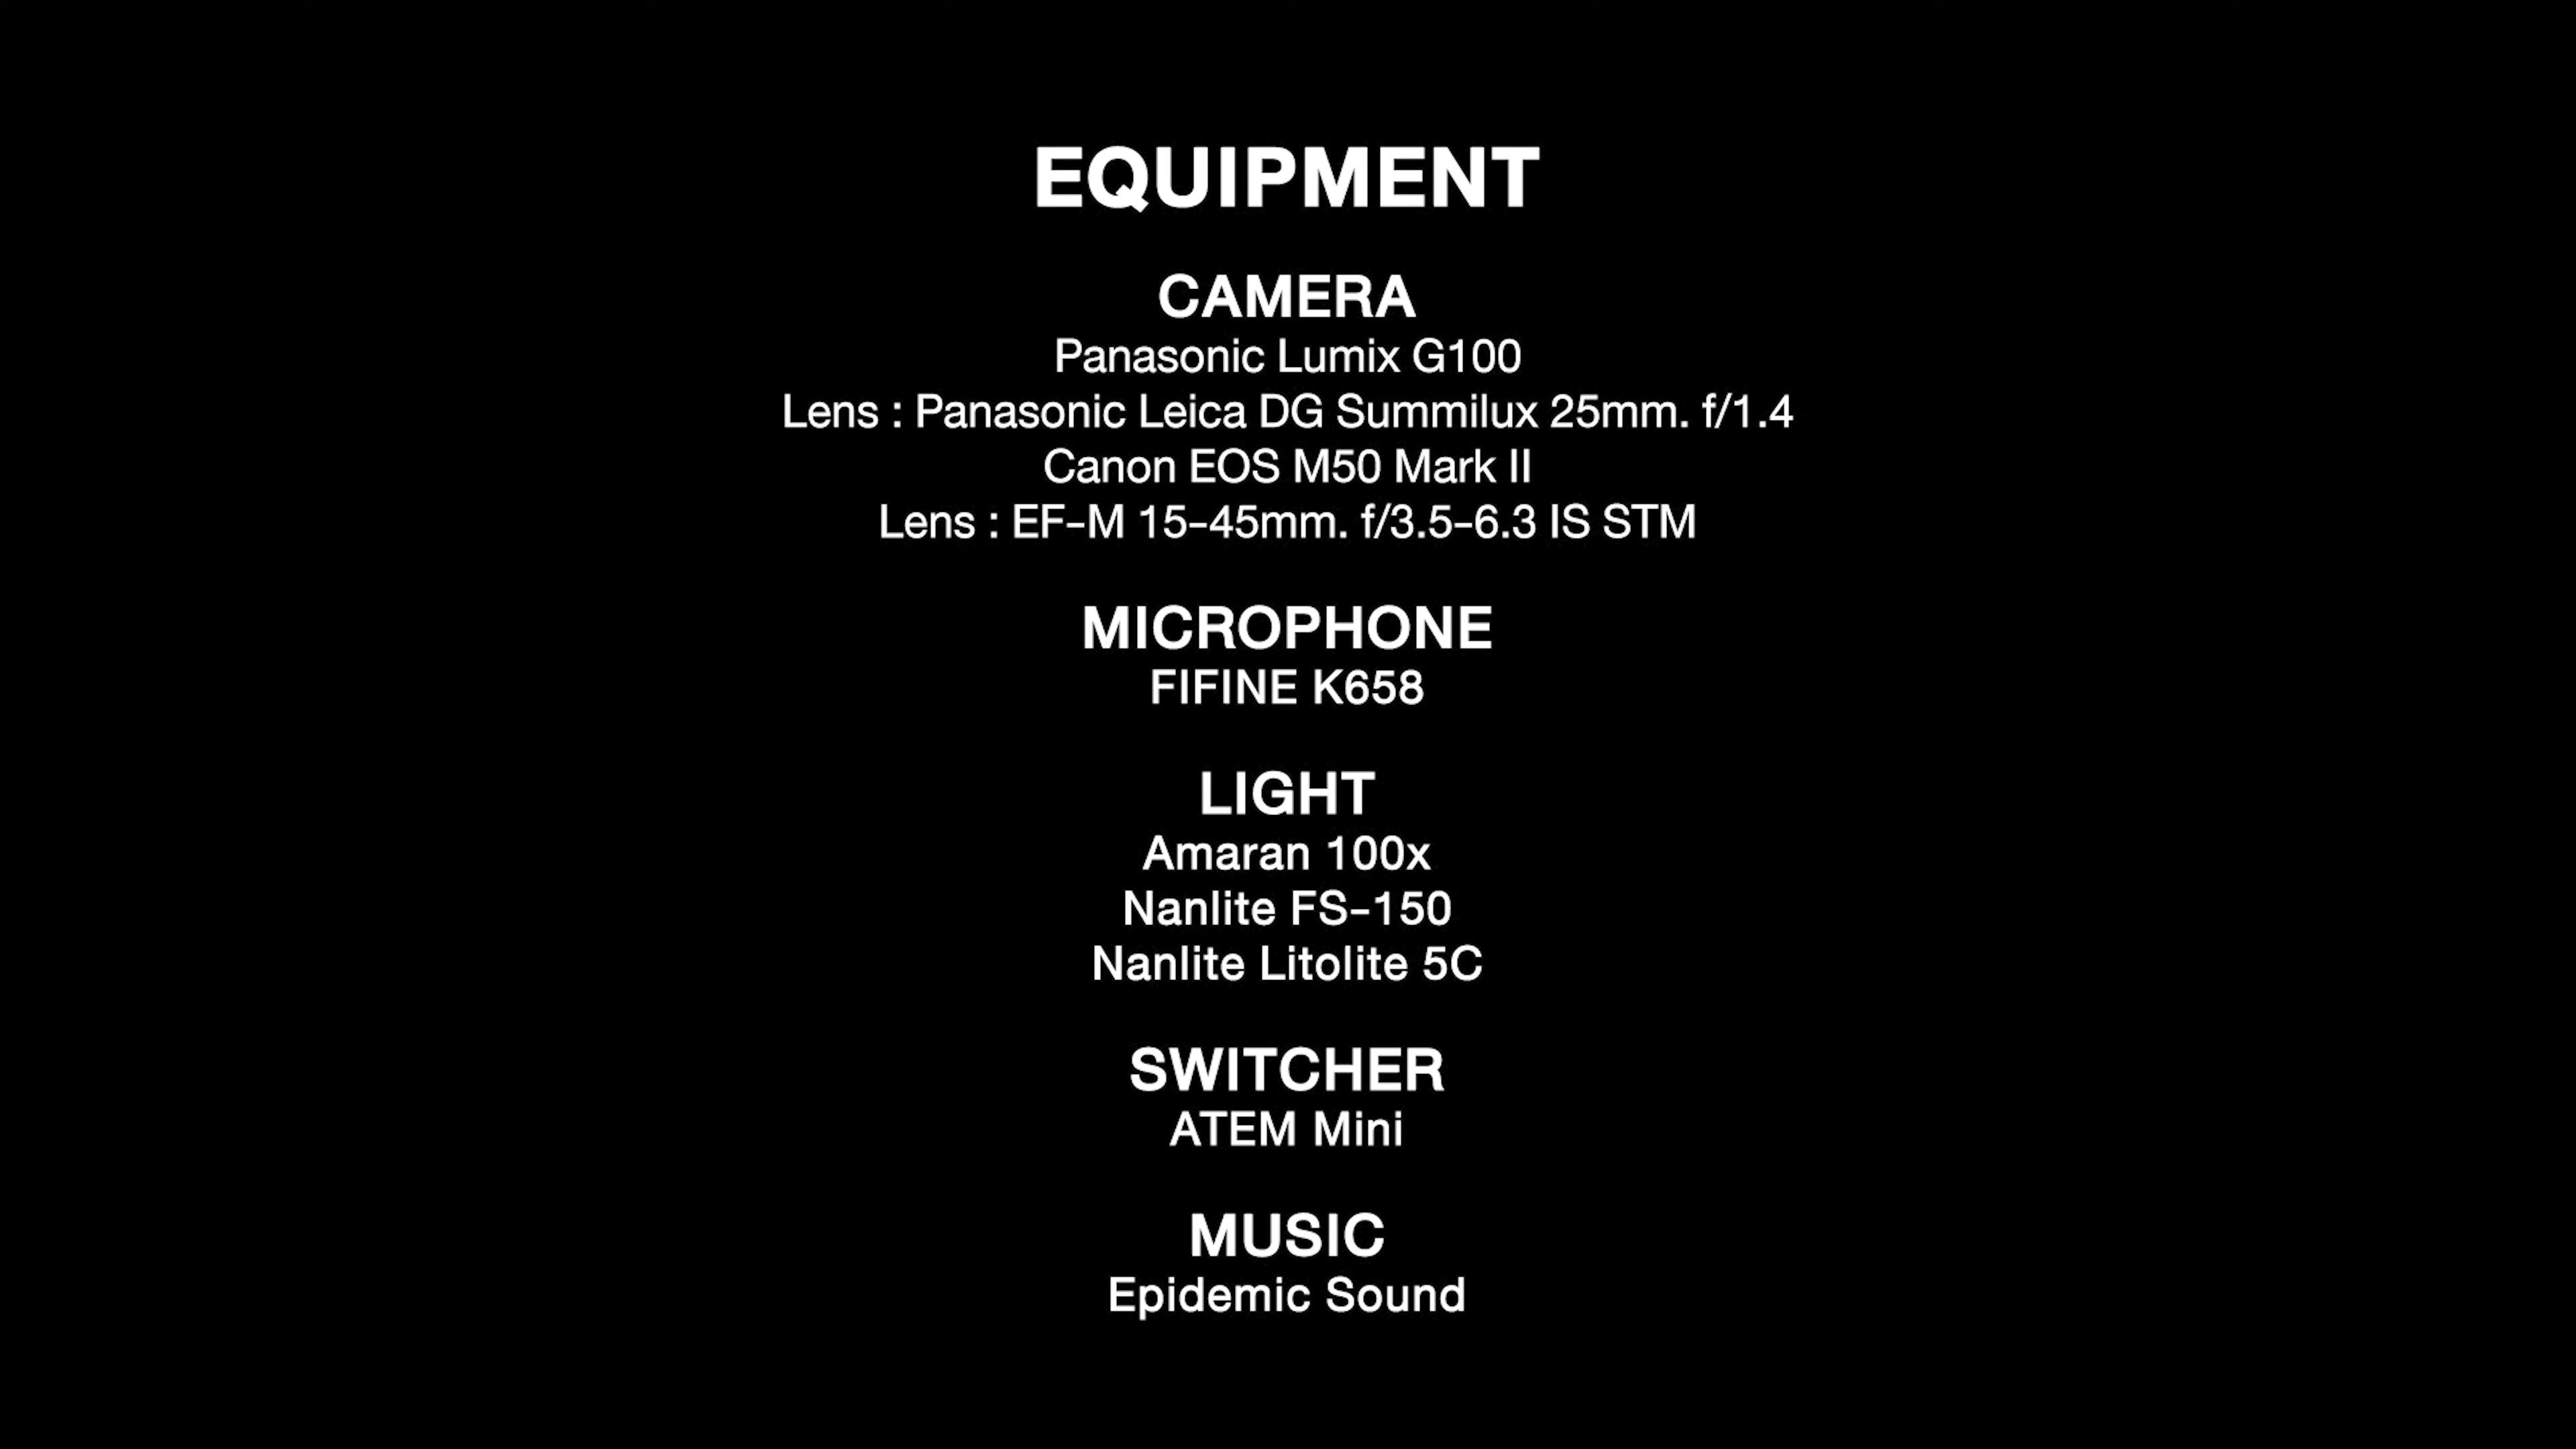 EQUIPMENT
CAMERA
Panasonic Lumix G100
Lens : Panasonic Leica DG Summilux 25mm. f/1.4
Canon EOS M50 Mark II
Lens : EF-M 15-45mm. f/3.5-6.3 IS STM
MICROPHONE
FIFINE K658
LIGHT
Amaran 100x
Nanlite FS-150
Nanlite Litolite 5C
SWITCHER
ATEM Mini
MUSIC
Epidemic Sound